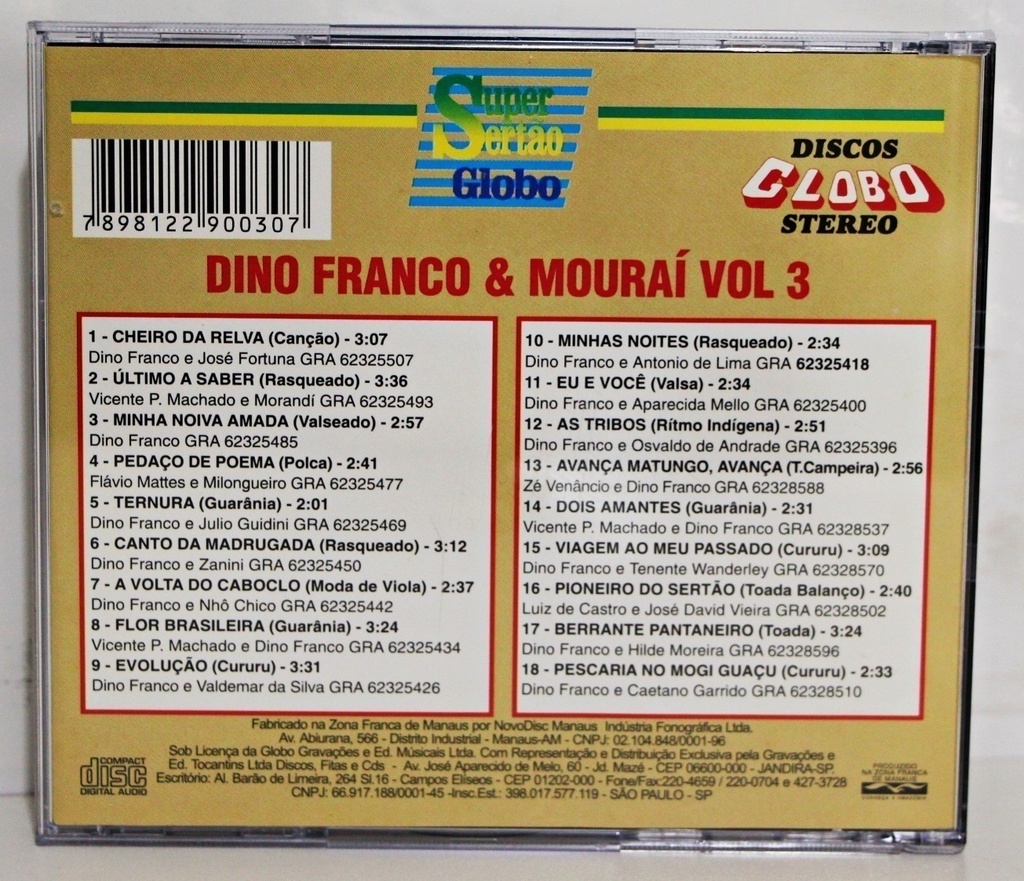 Super
Sertão
Globo
DISCOS
GLOBO
STEREO
7 898122 900307
DINO FRANCO & MOURAÍ VOL 3
1 - CHEIRO DA RELVA (Canção) - 3:07
Dino Franco e José Fortuna GRA 62325507
2 - ÚLTIMO A SABER (Rasqueado) - 3:36
Vicente P. Machado e Morandí GRA 62325493
3 - MINHA NOIVA AMADA (Valseado) - 2:57
Dino Franco GRA 62325485
4 - PEDAÇO DE POEMA (Polca) - 2:41
Flávio Mattes e Milongueiro GRA 62325477
5 - TERNURA (Guarânia) - 2:01
Dino Franco e Julio Guidini GRA 62325469
6 - CANTO DA MADRUGADA (Rasqueado) - 3:12
Dino Franco e Zanini GRA 62325450
7 - A VOLTA DO CABOCLO (Moda de Viola) - 2:37
Dino Franco e Nhô Chico GRA 62325442
8 - FLOR BRASILEIRA (Guarânia) - 3:24
Vicente P. Machado e Dino Franco GRA 62325434
9 - EVOLUÇÃO (Cururu) - 3:31
Dino Franco e Valdemar da Silva GRA 62325426
10 - MINHAS NOITES (Rasqueado) - 2:34
Dino Franco e Antonio de Lima GRA 62325418
11 - EU E VOCÊ (Valsa) - 2:34
Dino Franco e Aparecida Mello GRA 62325400
12 - AS TRIBOS (Rítmo Indígena) - 2:51
Dino Franco e Osvaldo de Andrade GRA 62325396
13 - AVANÇA MATUNGO, AVANÇA (T.Campeira) - 2:56
Zé Venâncio e Dino Franco GRA 62328588
14 - DOIS AMANTES (Guarânia) - 2:31
Vicente P. Machado e Dino Franco GRA 62328537
15 - VIAGEM AO MEU PASSADO (Cururu) - 3:09
Dino Franco e Tenente Wanderley GRA 62328570
16 - PIONEIRO DO SERTÃO (Toada Balanço) - 2:40
Luiz de Castro e José David Vieira GRA 62328502
17 - BERRANTE PANTANEIRO (Toada) - 3:24
Dino Franco e Hilde Moreira GRA 62328596
18 - PESCARIA NO MOGI GUAÇU (Cururu) - 2:33
Dino Franco e Caetano Garrido GRA 62328510
Fabricado na Zona Franca de Manaus por NovoDisc Manaus Indústria Fonográfica Ltda.
Av. Abiurana, 566 - Distrito Industrial - Manaus-AM - CNPJ: 02.104.848/0001-96
Sob Licença da Globo Gravações e Ed. Músicais Ltda. Com Representação e Distribuição Exclusiva pela Gravações e
Ed. Tocantins Ltda Discos, Fitas e Cds - Av. José Aparecido de Melo, 60 - Jd. Mazé - CEP 06600-000 - JANDIRA-SP.
Escritório: Al. Barão de Limeira, 264 Sl.16 - Campos Elíseos - CEP 01202-000 - Fone/Fax:220-4659 / 220-0704 e 427-3728
CNPJ: 66.917.188/0001-45 -Insc.Est.: 398.017.577.119 - SÃO PAULO - SP
COMPACT
disc
DIGITAL AUDIO
PRODUZIDO
NA ZONA FRANCA
DE MANAUS
CONHEÇA A AMAZÔNIA